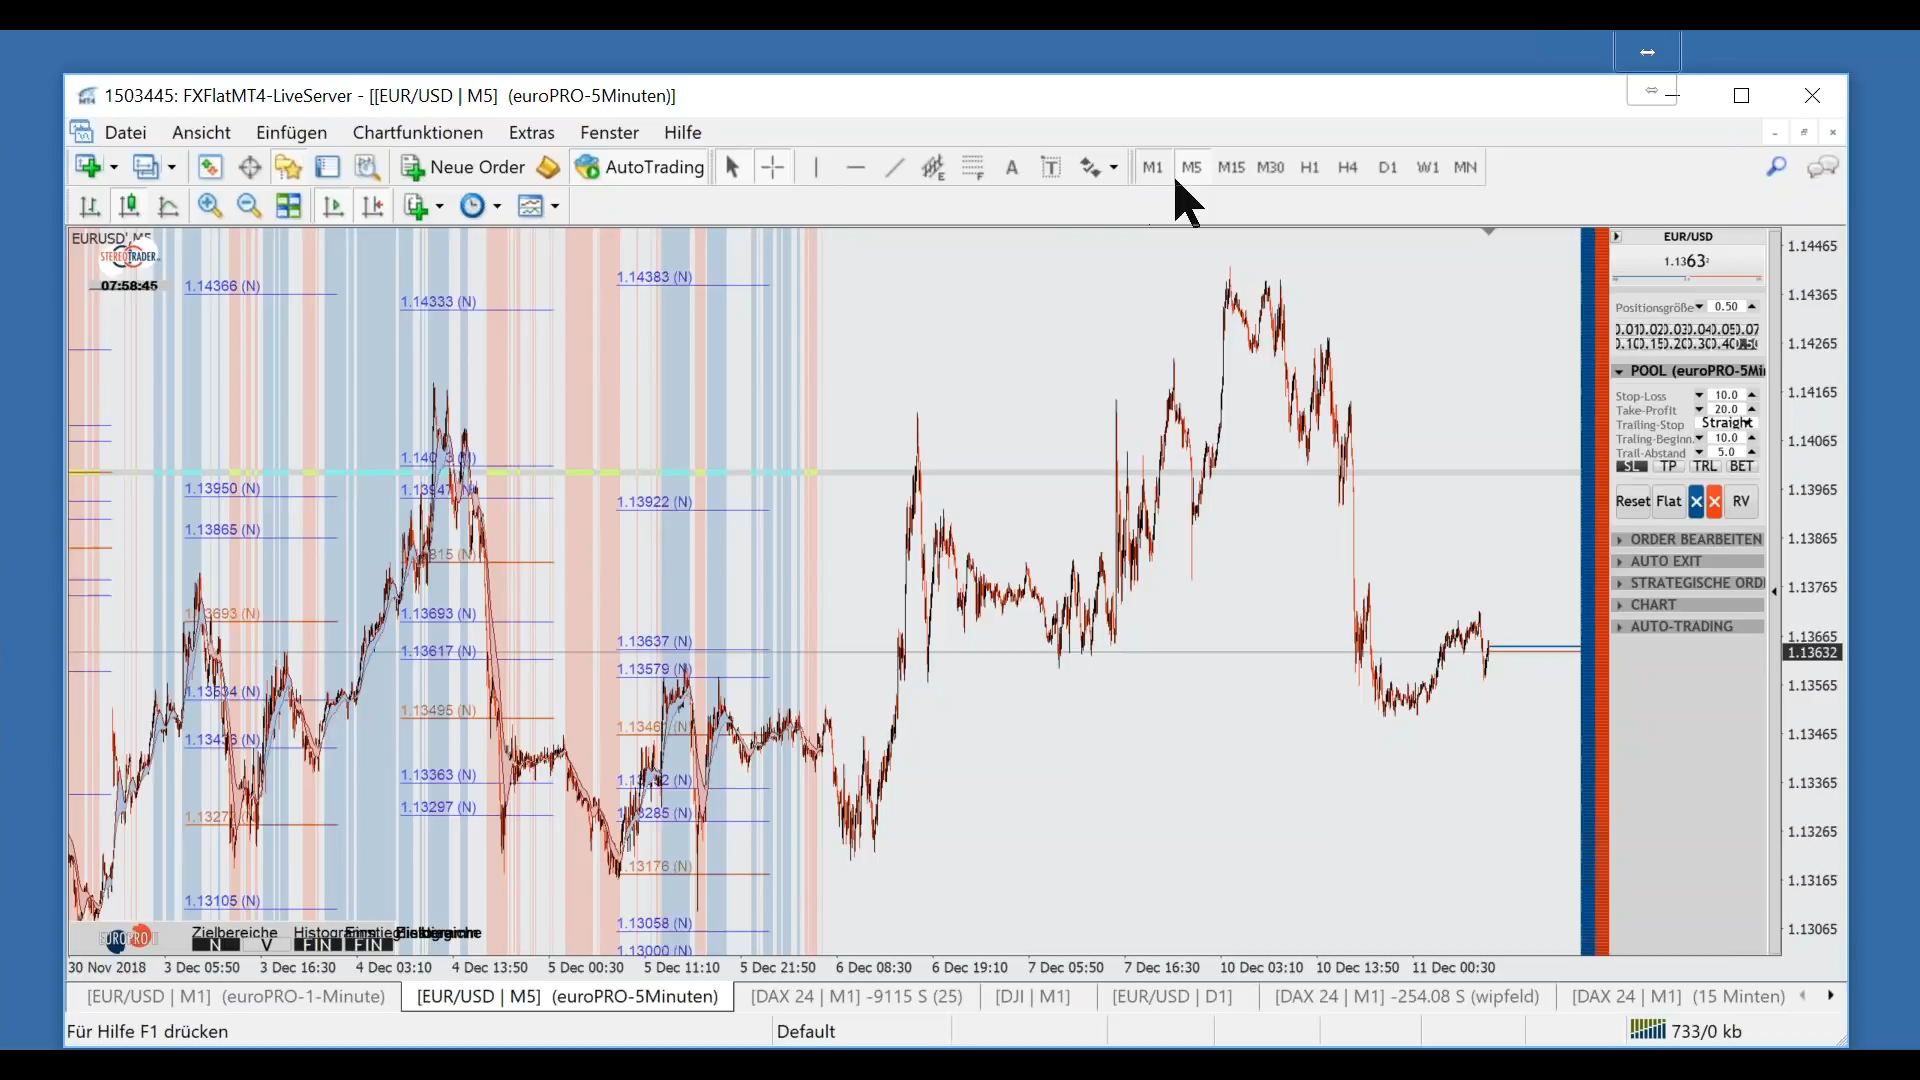 1503445: FXFlatMT4-LiveServer - [[EUR/USD | M5] (euroPRO-5Minuten)]
Datei Ansicht Einfügen Chartfunktionen Extras Fenster Hilfe
Neue Order AutoTrading M1 M5 M15 M30 H1 H4 D1 W1 MN
STEREOTRADER
07:58:45
1.14366 (N)
1.14333 (N)
1.14383 (N)
1.13950 (N)
1.13922 (N)
1.13865 (N)
1.13693 (N)
1.13693 (N)
1.13637 (N)
1.13617 (N)
1.13579 (N)
1.13534 (N)
1.13495 (N)
1.13363 (N)
1.13297 (N)
1.13105 (N)
1.13058 (N)
1.13000 (N)
EUR/USD
1.1363²
Positionsgröße 0.50
POOL (euroPRO-5Mi
Stop-Loss 10.0
Take-Profit 20.0
Trailing-Stop Straight
Traling-Beginn. 10.0
Trail-Abstand 5.0
SL TP TRL BET
Reset Flat X X RV
ORDER BEARBEITEN
AUTO EXIT
STRATEGISCHE ORD
CHART
AUTO-TRADING
1.14465
1.14365
1.14265
1.14165
1.14065
1.13965
1.13865
1.13765
1.13665
1.13632
1.13565
1.13465
1.13365
1.13265
1.13165
1.13065
Zielbereiche
N V FIN FIN
30 Nov 2018 3 Dec 05:50 3 Dec 16:30 4 Dec 03:10 4 Dec 13:50 5 Dec 00:30 5 Dec 11:10 5 Dec 21:50 6 Dec 08:30 6 Dec 19:10 7 Dec 05:50 7 Dec 16:30 10 Dec 03:10 10 Dec 13:50 11 Dec 00:30
[EUR/USD | M1] (euroPRO-1-Minute) [EUR/USD | M5] (euroPRO-5Minuten) [DAX 24 | M1] -9115 S (25) [DJI | M1] [EUR/USD | D1] [DAX 24 | M1] -254.08 S (wipfeld) [DAX 24 | M1] (15 Minten)
Für Hilfe F1 drücken Default 733/0 kb